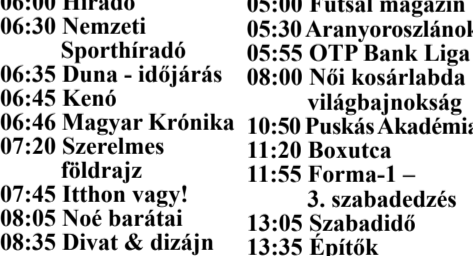 06:00 Híradó
06:30 Nemzeti
Sporthíradó
06:35 Duna - időjárás
06:45 Kenó
06:46 Magyar Krónika
07:20 Szerelmes
földrajz
07:45 Itthon vagy!
08:05 Noé barátai
08:35 Divat & dizájn
05:00 Futsal magazin
05:30 Aranyoroszlánok
05:55 OTP Bank Liga
08:00 Női kosárlabda
világbajnokság
10:50 Puskás Akadémia
11:20 Boxutca
11:55 Forma-1 –
3. szabadedzés
13:05 Szabadidő
13:35 Építők